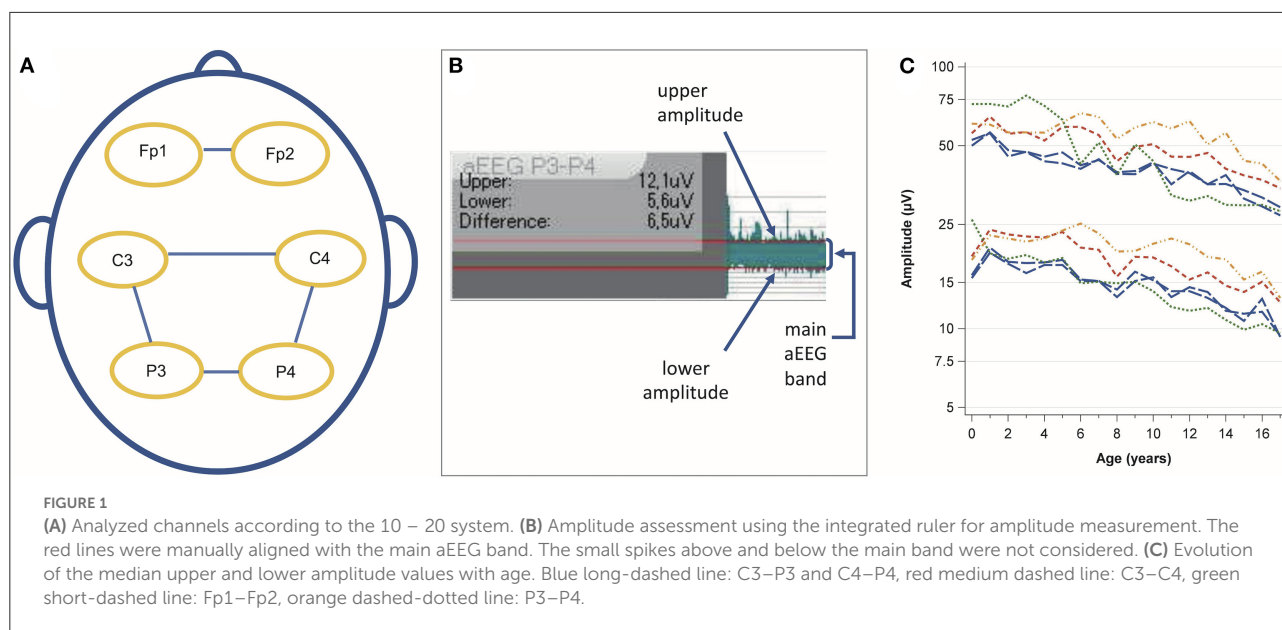 A
Fp1
Fp2
C3
C4
P3
P4
B
upper
amplitude
aEEG P3-P4
Upper: 12,1uV
Lower: 5,6uV
Difference: 6,5uV
main
aEEG
band
lower
amplitude
C
100
75
50
25
15
10
7.5
5
Amplitude (µV)
0 2 4 6 8 10 12 14 16
Age (years)
FIGURE 1
(A) Analyzed channels according to the 10 – 20 system. (B) Amplitude assessment using the integrated ruler for amplitude measurement. The
red lines were manually aligned with the main aEEG band. The small spikes above and below the main band were not considered. (C) Evolution
of the median upper and lower amplitude values with age. Blue long-dashed line: C3–P3 and C4–P4, red medium dashed line: C3–C4, green
short-dashed line: Fp1–Fp2, orange dashed-dotted line: P3–P4.